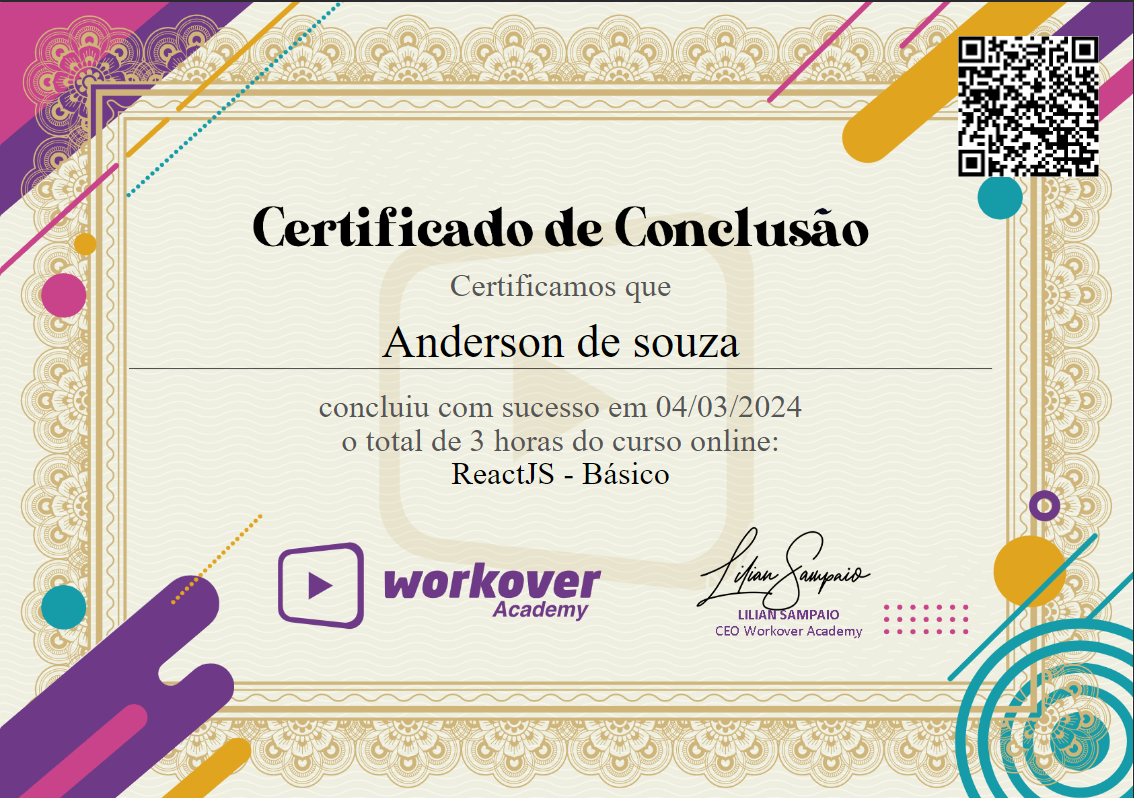 Certificado de Conclusão
Certificamos que
Anderson de souza
concluiu com sucesso em 04/03/2024
o total de 3 horas do curso online:
ReactJS - Básico
workover
Academy
Lilian Sampaio
LILIAN SAMPAIO
CEO Workover Academy